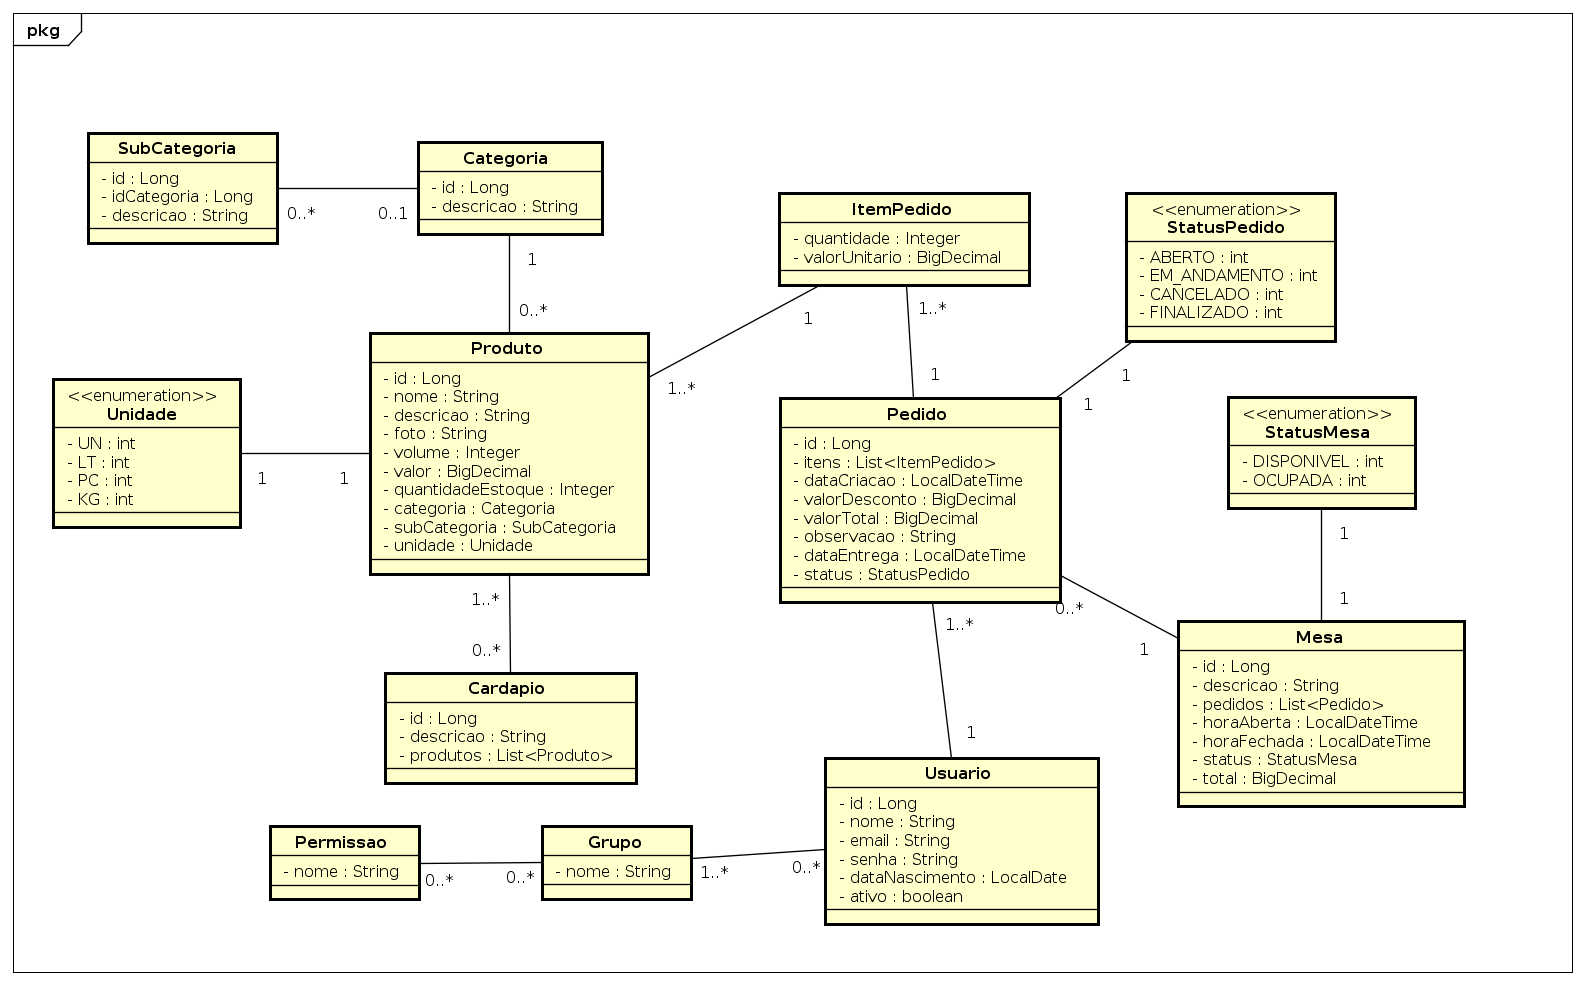 pkg
SubCategoria
- id : Long
- idCategoria : Long
- descricao : String
0..*
0..1
Categoria
- id : Long
- descricao : String
1
0..*
ItemPedido
- quantidade : Integer
- valorUnitario : BigDecimal
1
1..*
1..*
1
<<enumeration>>
StatusPedido
- ABERTO : int
- EM_ANDAMENTO : int
- CANCELADO : int
- FINALIZADO : int
1
1
<<enumeration>>
Unidade
- UN : int
- LT : int
- PC : int
- KG : int
1
1
Produto
- id : Long
- nome : String
- descricao : String
- foto : String
- volume : Integer
- valor : BigDecimal
- quantidadeEstoque : Integer
- categoria : Categoria
- subCategoria : SubCategoria
- unidade : Unidade
1..*
0..*
Pedido
- id : Long
- itens : List<ItemPedido>
- dataCriacao : LocalDateTime
- valorDesconto : BigDecimal
- valorTotal : BigDecimal
- observacao : String
- dataEntrega : LocalDateTime
- status : StatusPedido
0..*
1
1..*
1
<<enumeration>>
StatusMesa
- DISPONIVEL : int
- OCUPADA : int
1
1
Mesa
- id : Long
- descricao : String
- pedidos : List<Pedido>
- horaAberta : LocalDateTime
- horaFechada : LocalDateTime
- status : StatusMesa
- total : BigDecimal
Cardapio
- id : Long
- descricao : String
- produtos : List<Produto>
Permissao
- nome : String
0..*
0..*
Grupo
- nome : String
1..*
0..*
Usuario
- id : Long
- nome : String
- email : String
- senha : String
- dataNascimento : LocalDate
- ativo : boolean